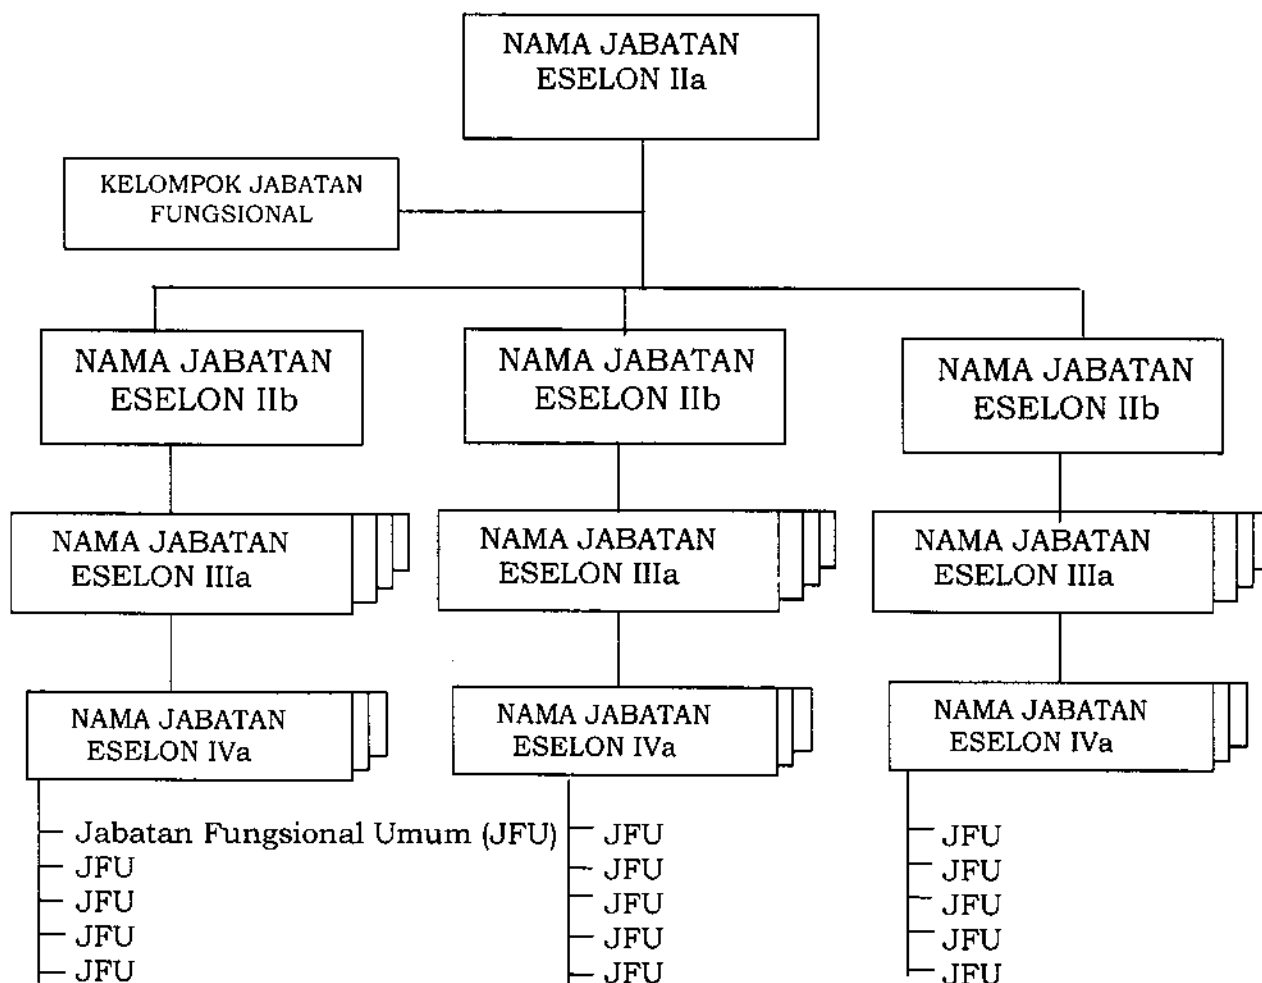 NAMA JABATAN
ESELON IIa
KELOMPOK JABATAN
FUNGSIONAL
NAMA JABATAN
ESELON IIb
NAMA JABATAN
ESELON IIb
NAMA JABATAN
ESELON IIb
NAMA JABATAN
ESELON IIIa
NAMA JABATAN
ESELON IIIa
NAMA JABATAN
ESELON IIIa
NAMA JABATAN
ESELON IVa
NAMA JABATAN
ESELON IVa
NAMA JABATAN
ESELON IVa
Jabatan Fungsional Umum (JFU)
JFU
JFU
JFU
JFU
JFU
JFU
JFU
JFU
JFU
JFU
JFU
JFU
JFU
JFU